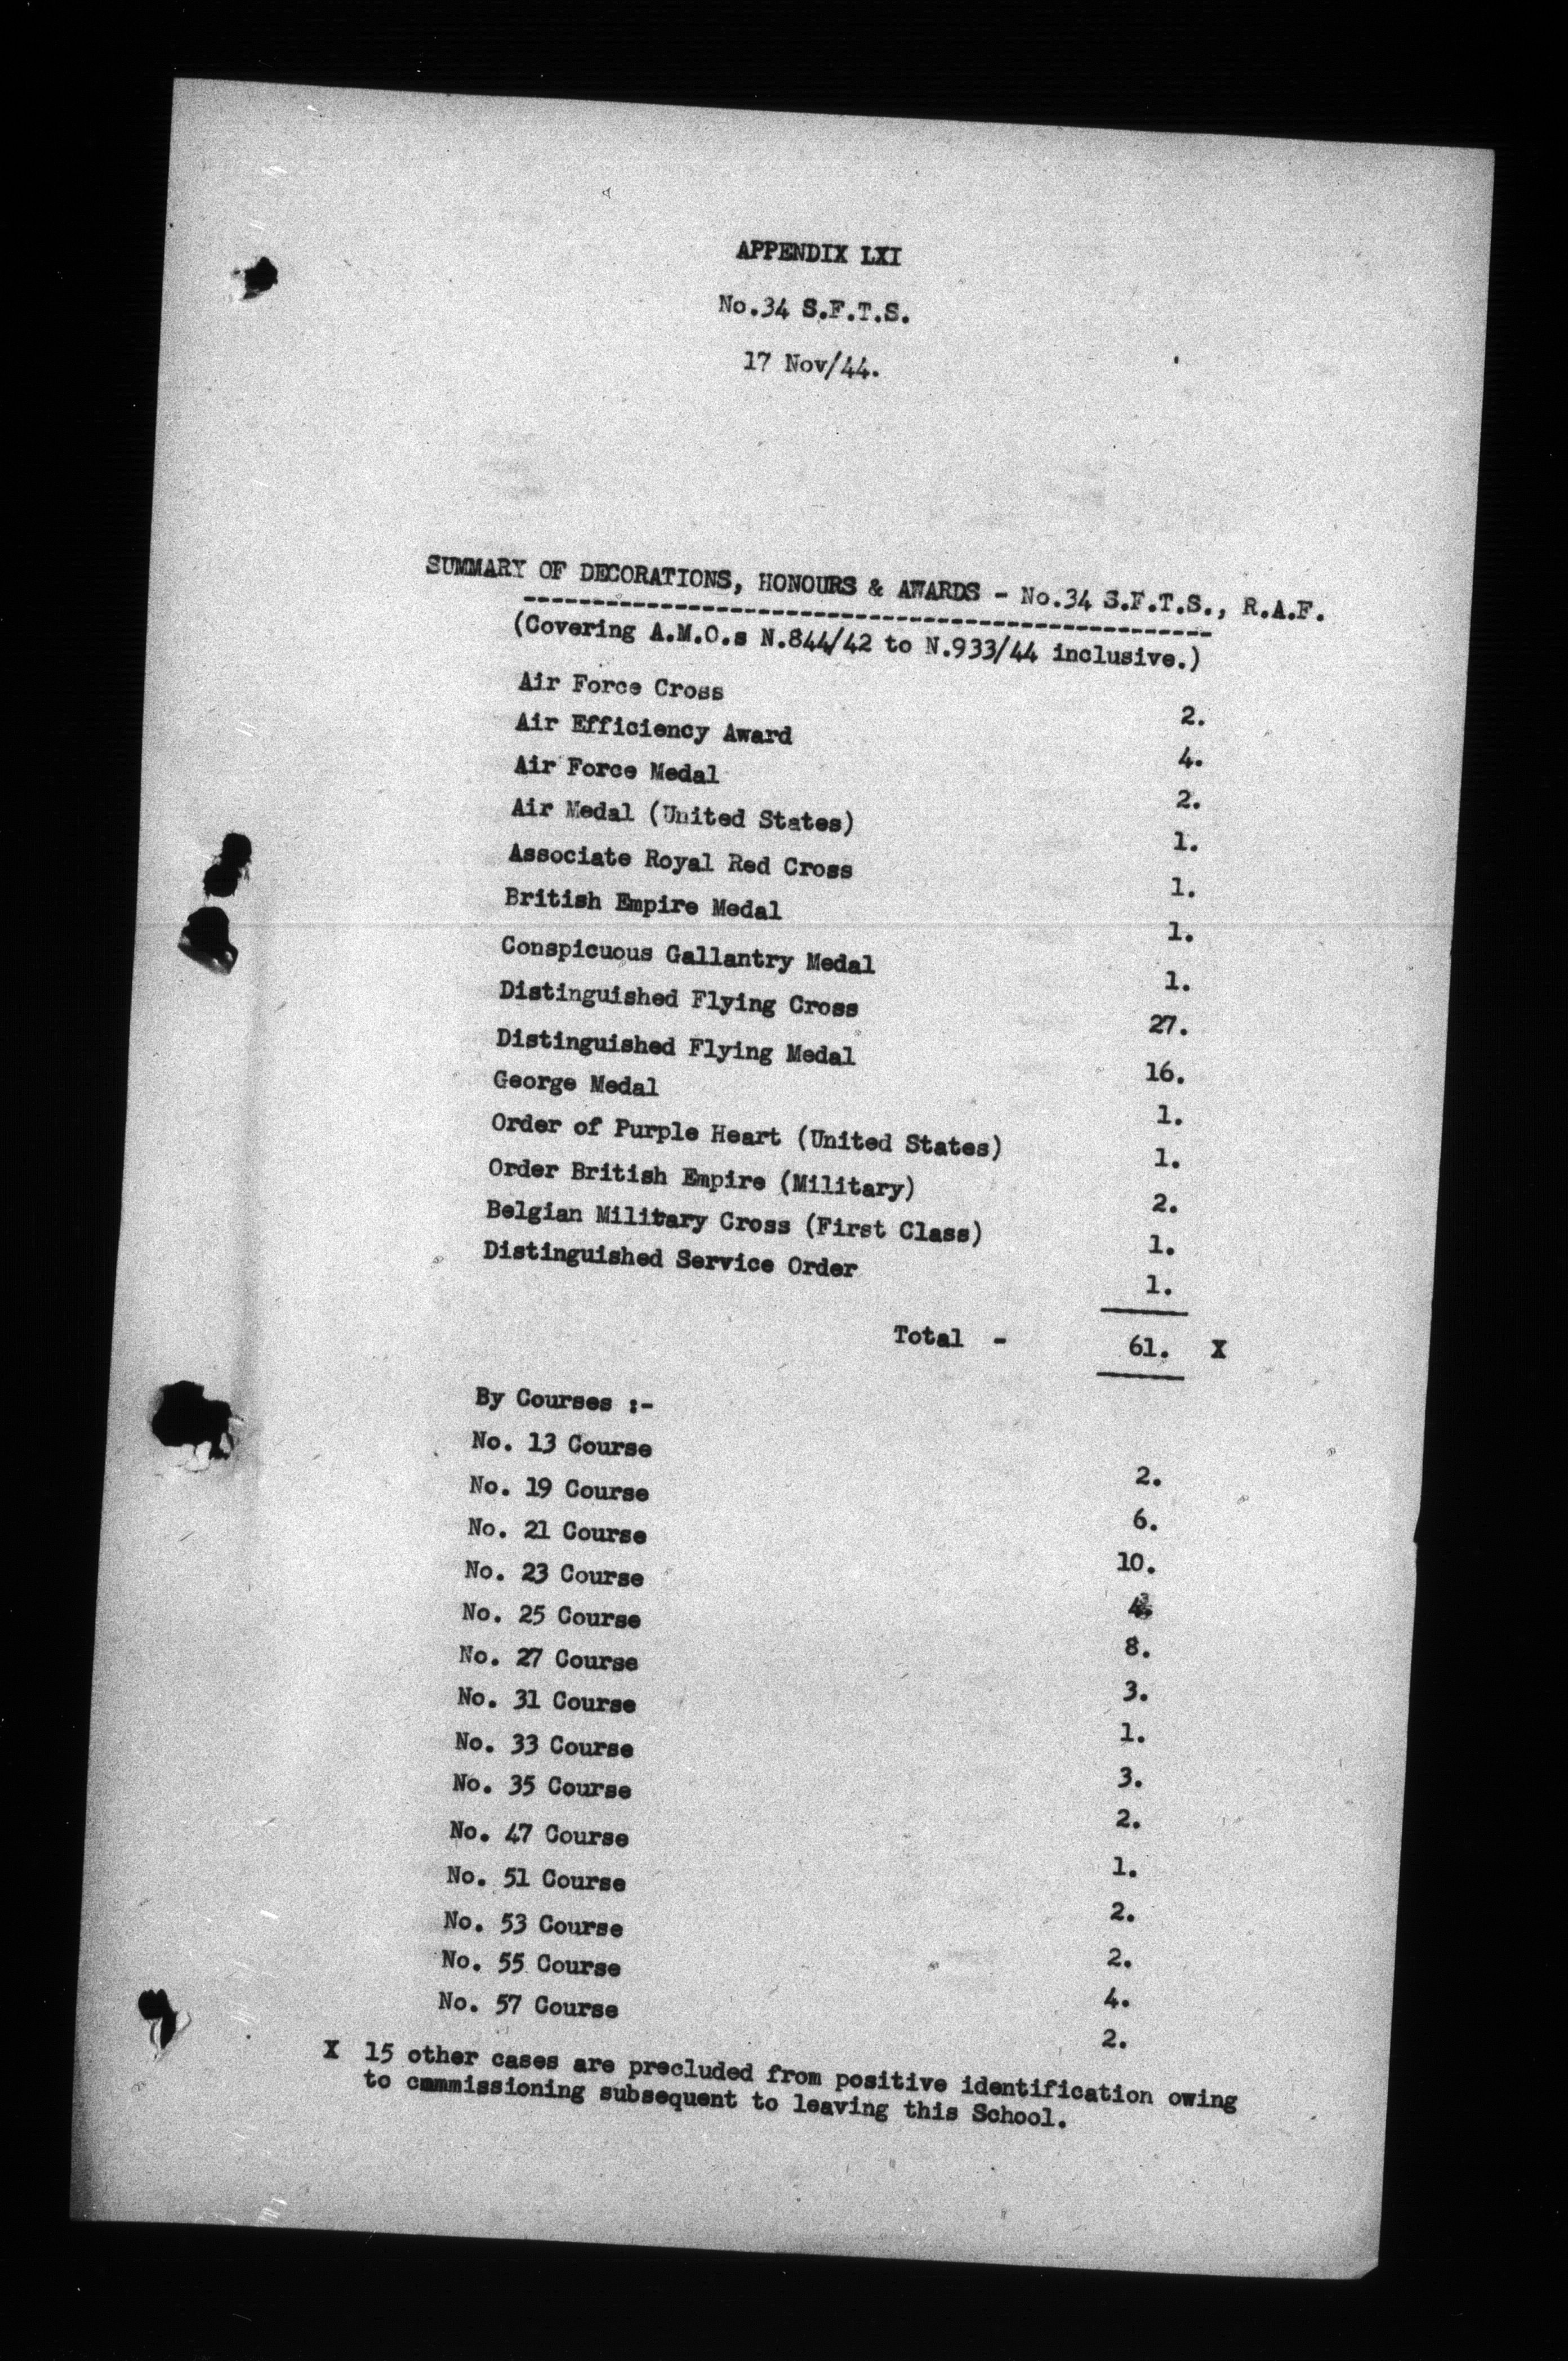 APPENDIX LXI
No.34 S.F.T.S.
17 Nov/44.
SUMMARY OF DECORATIONS, HONOURS & AWARDS - No.34 S.F.T.S., R.A.F.
(Covering A.M.O.s N.844/42 to N.933/44 inclusive.)
Air Force Cross 2.
Air Efficiency Award 4.
Air Force Medal 2.
Air Medal (United States) 1.
Associate Royal Red Cross 1.
British Empire Medal 1.
Conspicuous Gallantry Medal 1.
Distinguished Flying Cross 27.
Distinguished Flying Medal 16.
George Medal 1.
Order of Purple Heart (United States) 1.
Order British Empire (Military) 2.
Belgian Military Cross (First Class) 1.
Distinguished Service Order 1.
Total - 61. X
By Courses :-
No. 13 Course 2.
No. 19 Course 6.
No. 21 Course 10.
No. 23 Course
No. 25 Course 8.
No. 27 Course 3.
No. 31 Course 1.
No. 33 Course 3.
No. 35 Course 2.
No. 47 Course 1.
No. 51 Course 2.
No. 53 Course 2.
No. 55 Course 4.
No. 57 Course 2.
X 15 other cases are precluded from positive identification owing
to cmmmissioning subsequent to leaving this School.